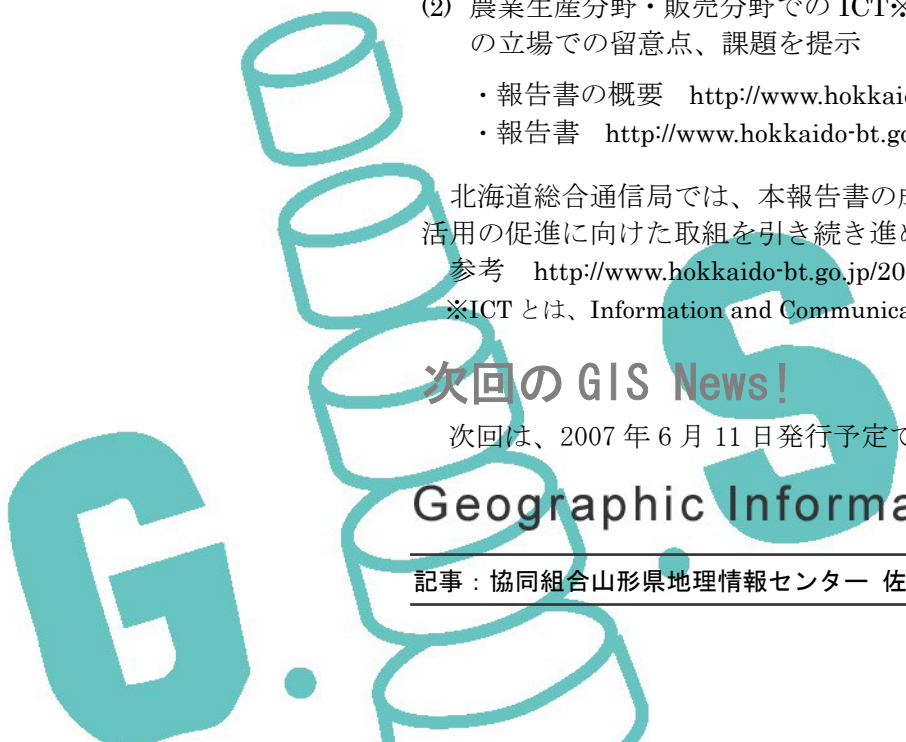 (2) 農業生産分野・販売分野での ICT※
の立場での留意点、課題を提示
・報告書の概要 http://www.hokkaid
・報告書 http://www.hokkaido-bt.go
北海道総合通信局では、本報告書の
活用の促進に向けた取組を引き続き進め
参考 http://www.hokkaido-bt.go.jp/20
※ICT とは、Information and Communica
次回の GIS News!
次回は、2007 年 6 月 11 日発行予定で
Geographic Informa
記事：協同組合山形県地理情報センター 佐
G. S